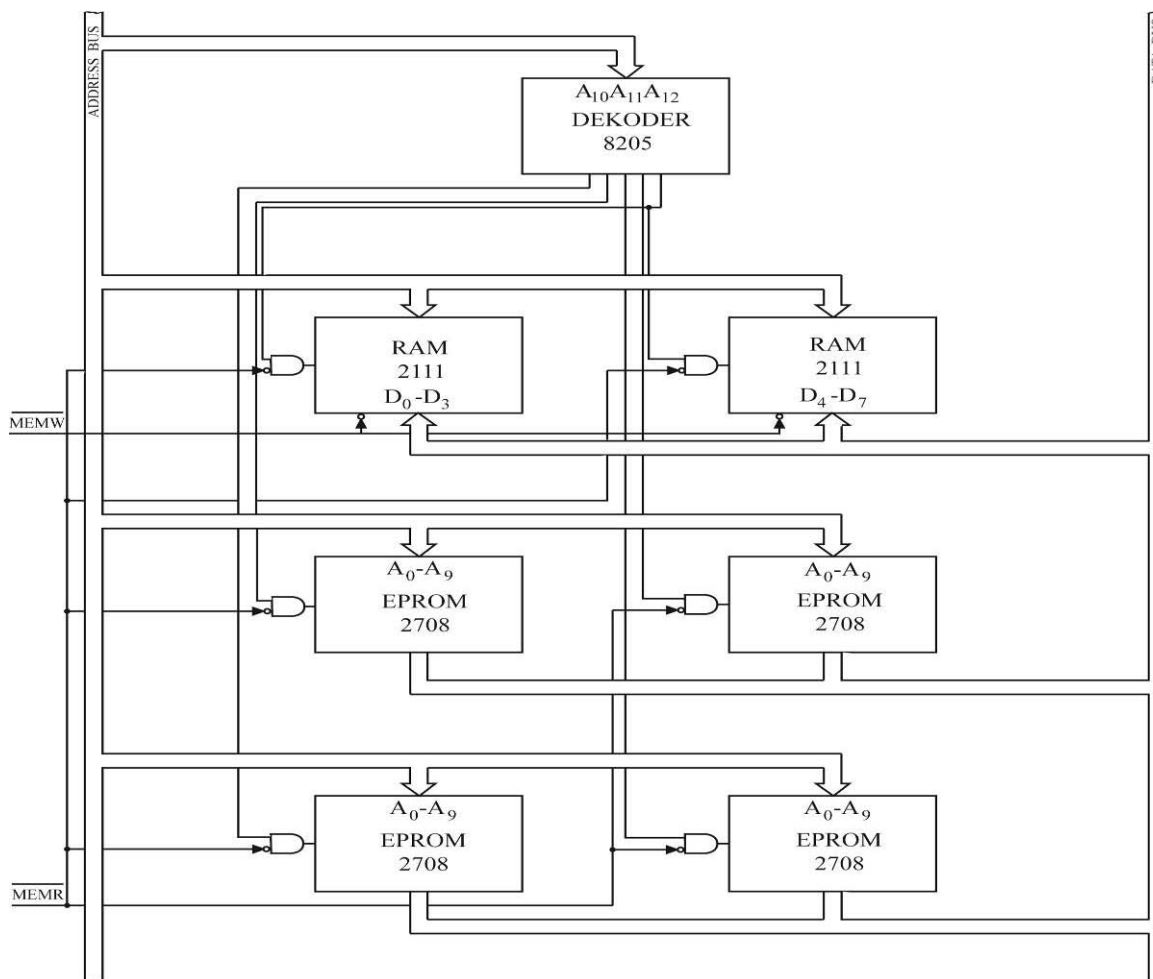 ADDRESS BUS
A₁₀A₁₁A₁₂
DEKODER
8205
RAM
2111
D₀-D₃
RAM
2111
D₄-D₇
MEMW
A₀-A₉
EPROM
2708
A₀-A₉
EPROM
2708
A₀-A₉
EPROM
2708
A₀-A₉
EPROM
2708
MEMR